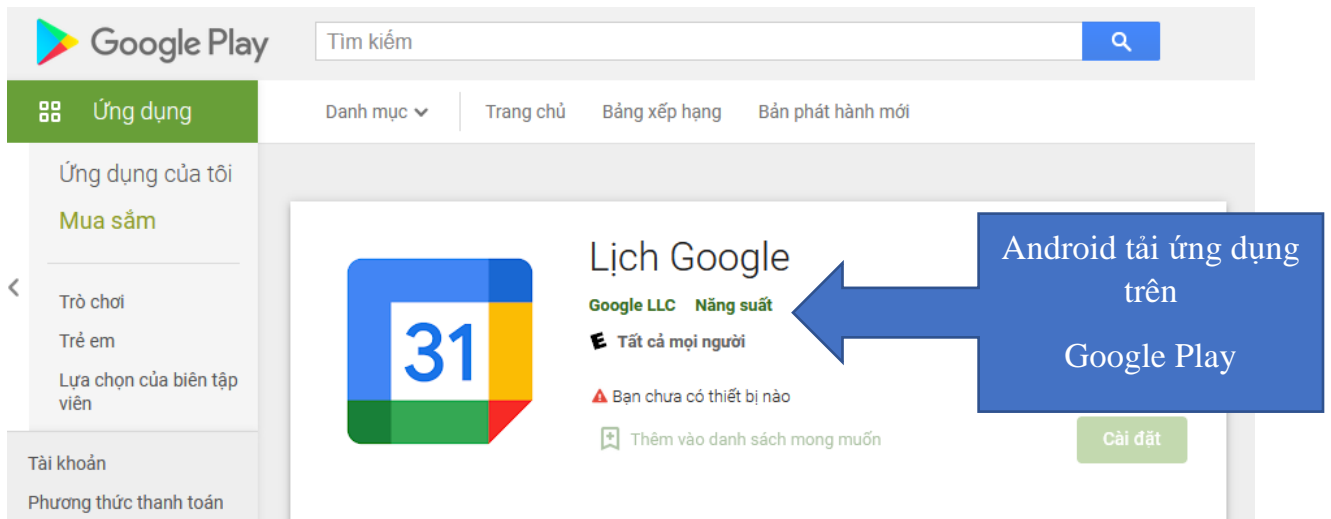 Google Play
Tìm kiếm
Ứng dụng
Danh mục
Trang chủ
Bảng xếp hạng
Bản phát hành mới
Ứng dụng của tôi
Mua sắm
Trò chơi
Trẻ em
Lựa chọn của biên tập
viên
Tài khoản
Phương thức thanh toán
31
Lịch Google
Google LLC Năng suất
E Tất cả mọi người
Bạn chưa có thiết bị nào
Thêm vào danh sách mong muốn
Cài đặt
Android tải ứng dụng
trên
Google Play